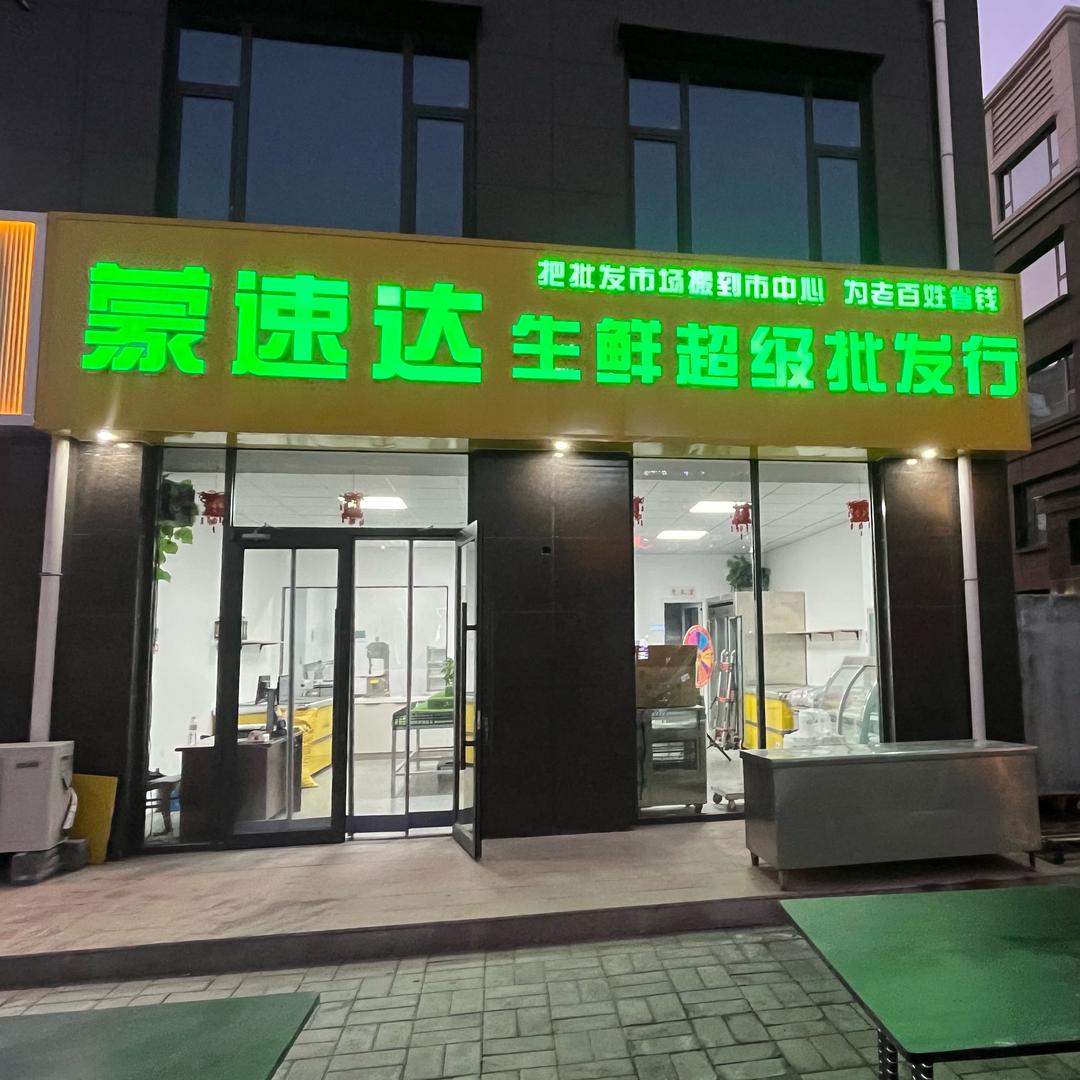 蒙速达
把批发市场搬到市中心 为老百姓省钱
生鲜超级批发行